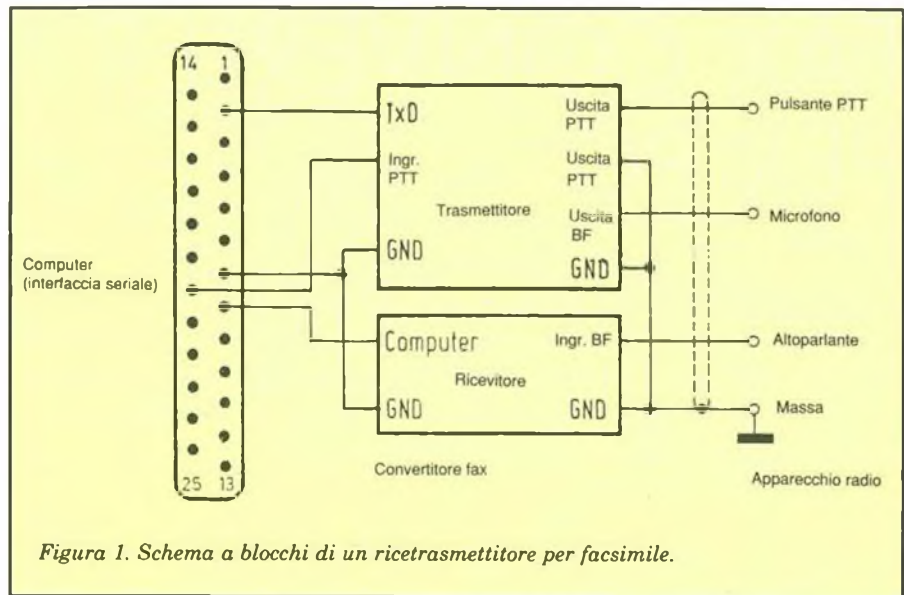 14 1
25 13
Computer
(interfaccia seriale)
TxD
Ingr.
PTT
GND
Trasmettitore
Uscita
PTT
Uscita
PTT
Uscita
BF
GND
Computer
GND
Ricevitore
Ingr. BF
GND
Convertitore fax
Pulsante PTT
Microfono
Altoparlante
Massa
Apparecchio radio
Figura 1. Schema a blocchi di un ricetrasmettitore per facsimile.